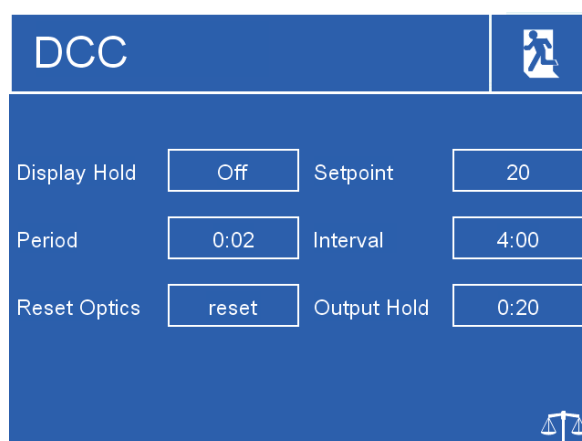 DCC
Display Hold Off Setpoint 20
Period 0:02 Interval 4:00
Reset Optics reset Output Hold 0:20